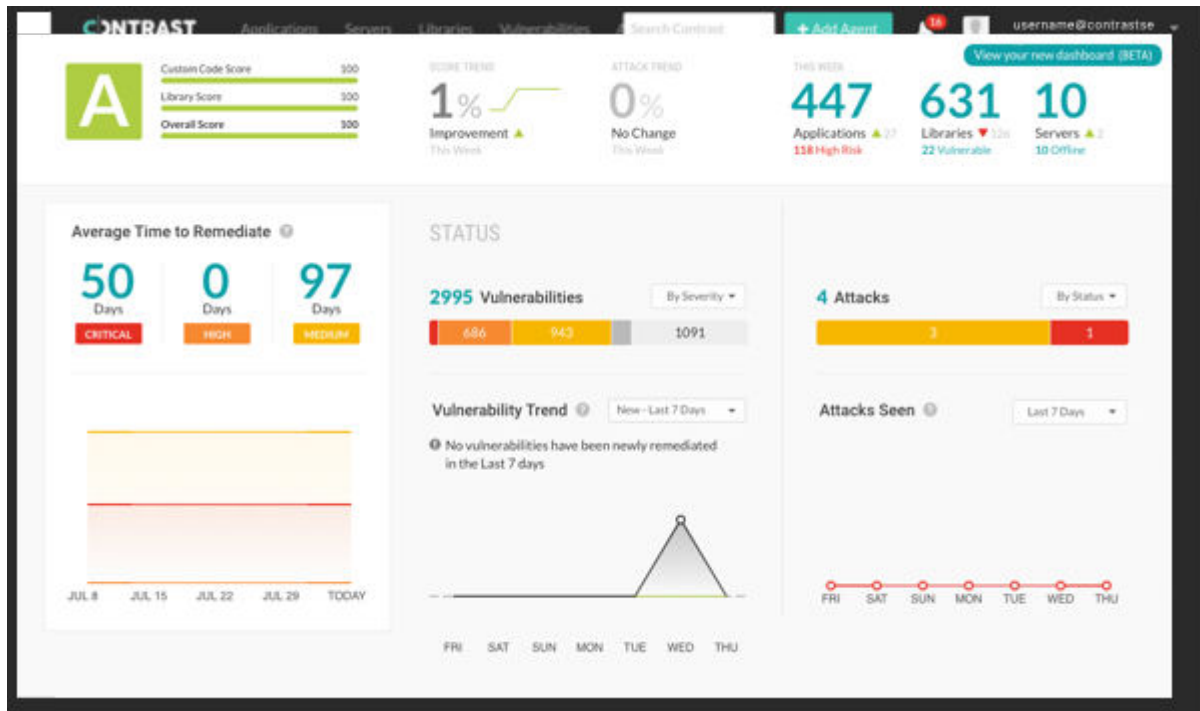 CONTRAST Applications Servers Libraries Vulnerabilities Search Contrast + Add Agent 16 username@contrastse
View your new dashboard (BETA)
A
Custom Code Score 100
Library Score 100
Overall Score 100
SCORE TREND
1%
Improvement
This Week
ATTACK TREND
0%
No Change
This Week
THIS WEEK
447
Applications 27
118 High Risk
631
Libraries
22 Vulnerable
10
Servers 2
10 Offline
Average Time to Remediate
50
Days
CRITICAL
0
Days
HIGH
97
Days
MEDIUM
JUL 8 JUL 15 JUL 22 JUL 29 TODAY
STATUS
2995 Vulnerabilities By Severity
686 943 1091
Vulnerability Trend New - Last 7 Days
No vulnerabilities have been newly remediated
in the Last 7 days
FRI SAT SUN MON TUE WED THU
4 Attacks By Status
3 1
Attacks Seen Last 7 Days
FRI SAT SUN MON TUE WED THU